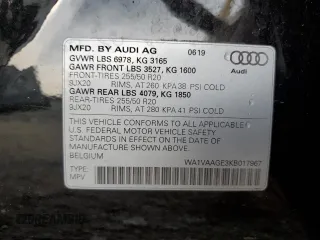 MFD. BY AUDI AG 0619
GVWR LBS 6978, KG 3165
GAWR FRONT LBS 3527, KG 1600
FRONT-TIRES 255/50 R20
9JX20 RIMS, AT 260 KPA 38 PSI COLD
GAWR REAR LBS 4079, KG 1850
REAR-TIRES 255/50 R20
9JX20 RIMS, AT 280 KPA 41 PSI COLD
Audi
THIS VEHICLE CONFORMS TO ALL APPLICABLE
U.S. FEDERAL MOTOR VEHICLE SAFETY
STANDARDS IN EFFECT ON THE DATE OF
MANUFACTURE SHOWN ABOVE.
BELGIUM WA1VAAGE3KB017967
TYPE:
MPV